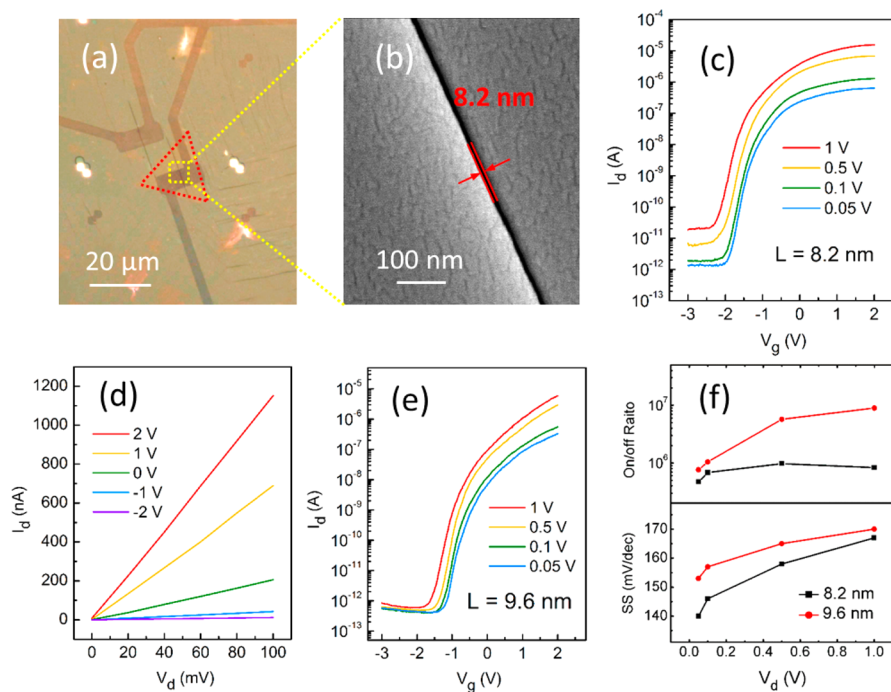 (a)
20 μm
(b)
8.2 nm
100 nm
(c)
I_d (A)
10^-4
10^-5
10^-6
10^-7
10^-8
10^-9
10^-10
10^-11
10^-12
10^-13
1 V
0.5 V
0.1 V
0.05 V
L = 8.2 nm
-3 -2 -1 0 1 2
V_g (V)
(d)
I_d (nA)
1200
1000
800
600
400
200
0
2 V
1 V
0 V
-1 V
-2 V
0 20 40 60 80 100
V_d (mV)
(e)
I_d (A)
10^-5
10^-6
10^-7
10^-8
10^-9
10^-10
10^-11
10^-12
10^-13
1 V
0.5 V
0.1 V
0.05 V
L = 9.6 nm
-3 -2 -1 0 1 2
V_g (V)
(f)
On/off Raito
10^7
10^6
SS (mV/dec)
170
160
150
140
8.2 nm
9.6 nm
0.0 0.2 0.4 0.6 0.8 1.0
V_d (V)